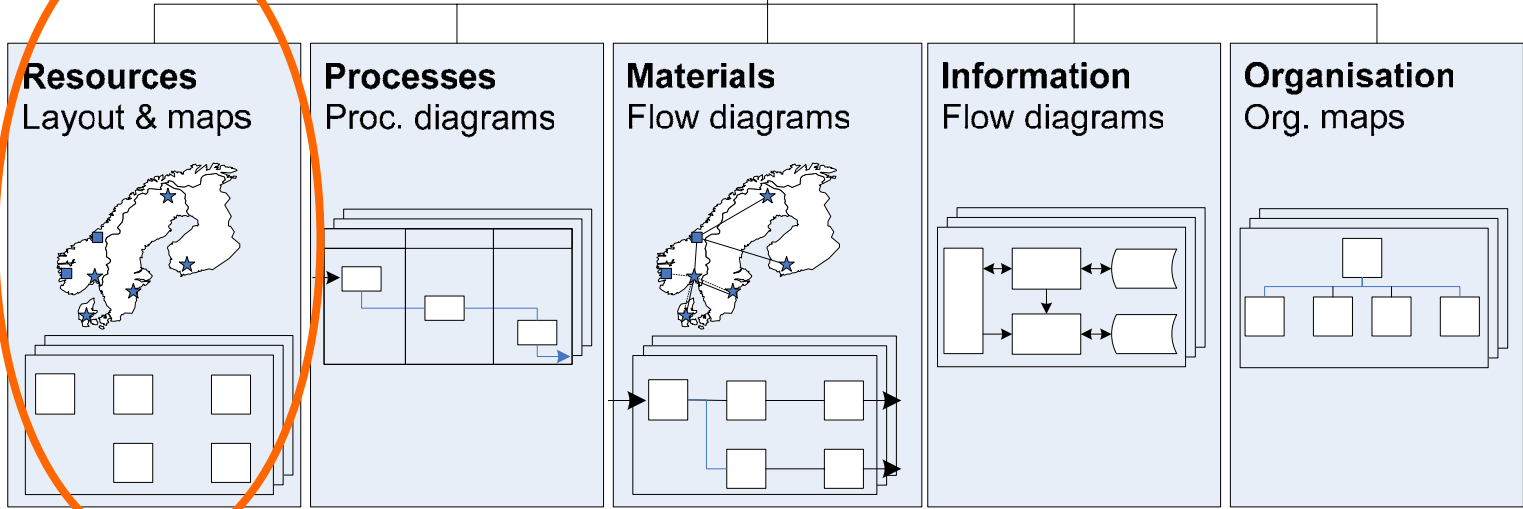 Resources
Layout & maps
Processes
Proc. diagrams
Materials
Flow diagrams
Information
Flow diagrams
Organisation
Org. maps